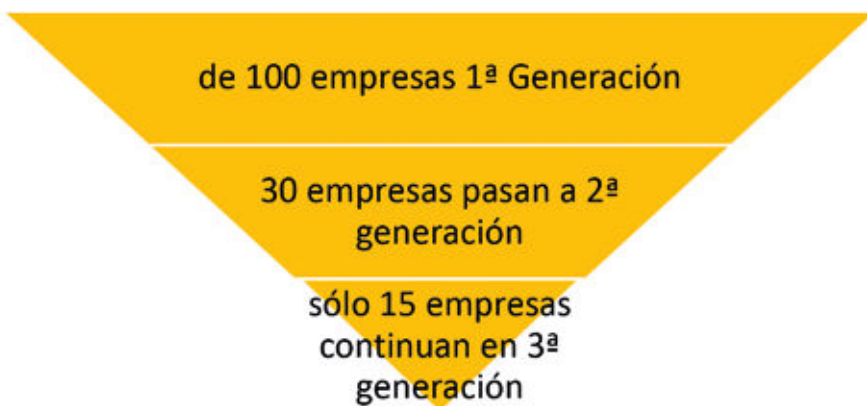 de 100 empresas 1ª Generación
30 empresas pasan a 2ª
generación
sólo 15 empresas
continuan en 3ª
generación